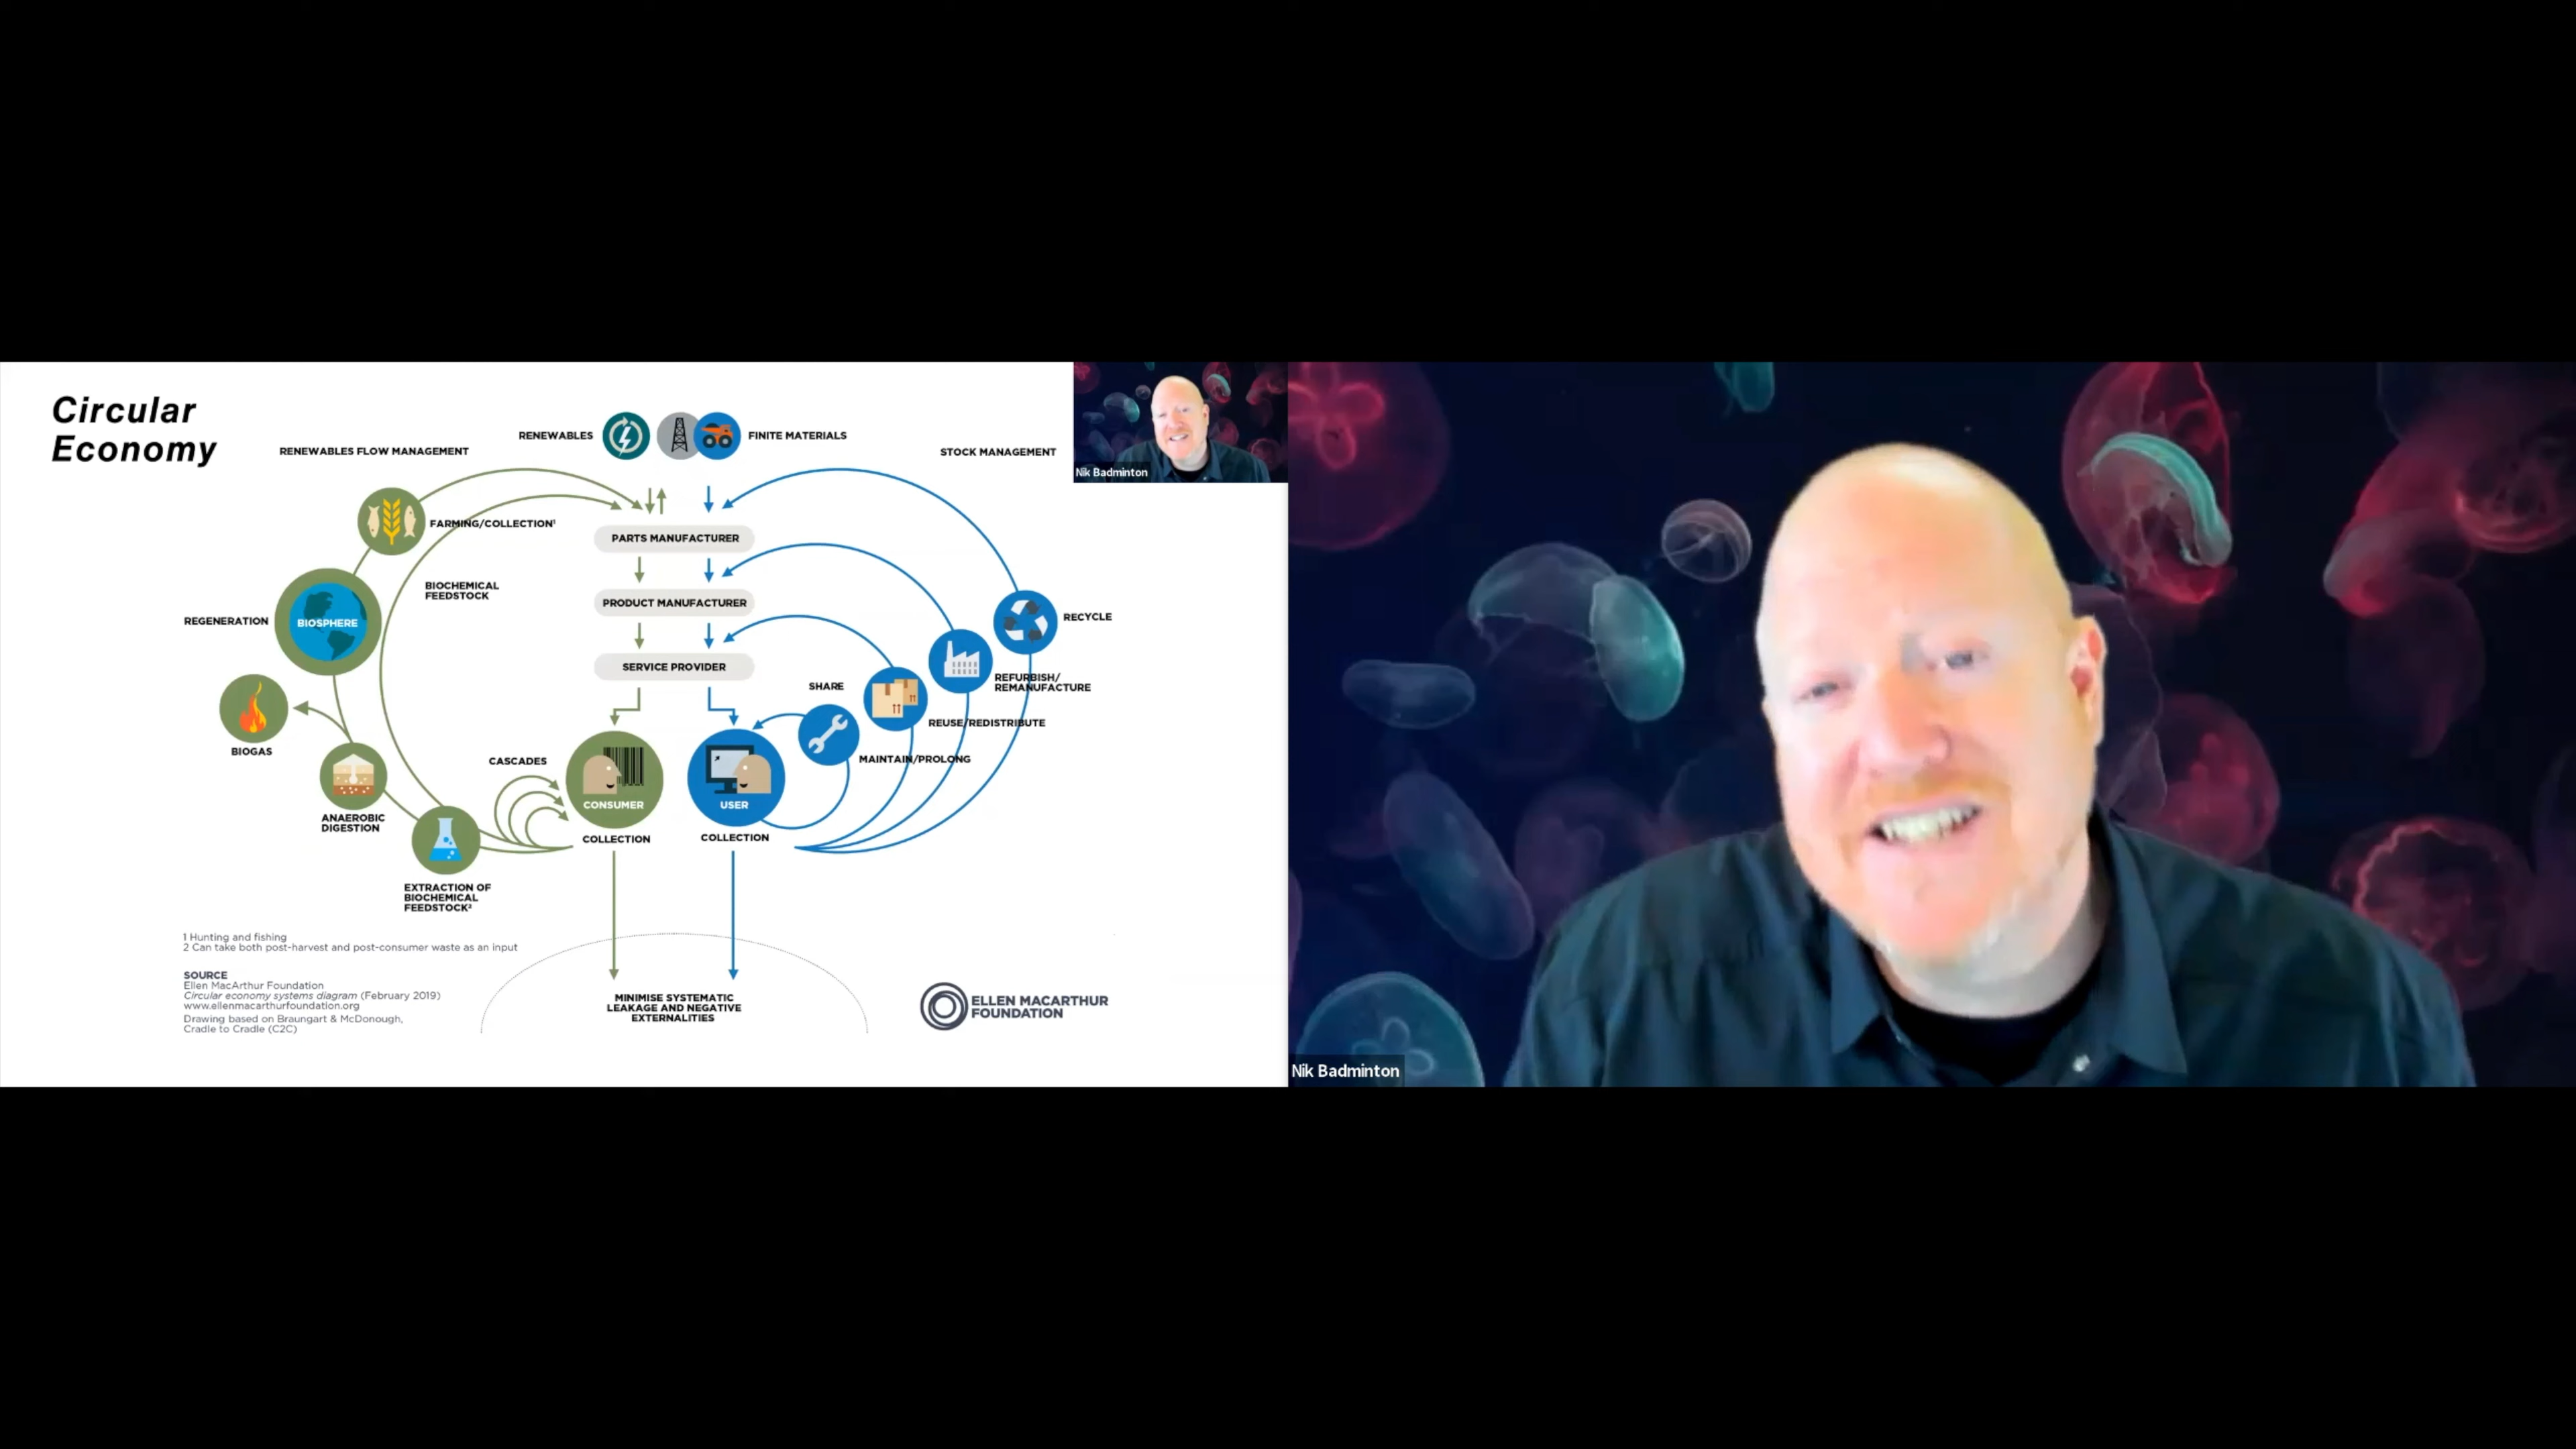 Circular
Economy
RENEWABLES FLOW MANAGEMENT
RENEWABLES
FINITE MATERIALS
STOCK MANAGEMENT
Nik Badminton
FARMING/COLLECTION¹
PARTS MANUFACTURER
BIOCHEMICAL
FEEDSTOCK
PRODUCT MANUFACTURER
REGENERATION
BIOSPHERE
RECYCLE
SERVICE PROVIDER
SHARE
REFURBISH/
REMANUFACTURE
REUSE/REDISTRIBUTE
BIOGAS
CASCADES
MAINTAIN/PROLONG
CONSUMER
USER
ANAEROBIC
DIGESTION
COLLECTION
COLLECTION
EXTRACTION OF
BIOCHEMICAL
FEEDSTOCK²
1 Hunting and fishing
2 Can take both post-harvest and post-consumer waste as an input
SOURCE
Ellen MacArthur Foundation
Circular economy systems diagram (February 2019)
www.ellenmacarthurfoundation.org
Drawing based on Braungart & McDonough,
Cradle to Cradle (C2C)
MINIMISE SYSTEMATIC
LEAKAGE AND NEGATIVE
EXTERNALITIES
ELLEN MACARTHUR
FOUNDATION
Nik Badminton